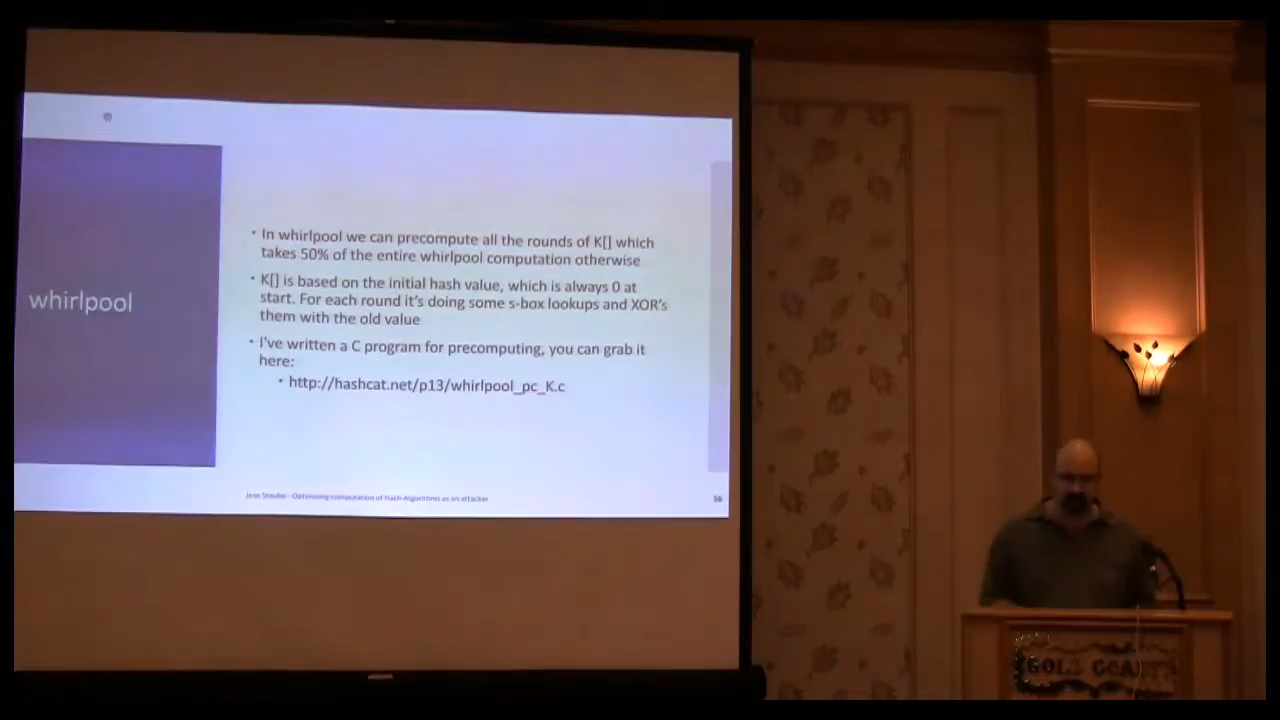 whirlpool
• In whirlpool we can precompute all the rounds of K[] which
takes 50% of the entire whirlpool computation otherwise
• K[] is based on the initial hash value, which is always 0 at
start. For each round it's doing some s-box lookups and XOR's
them with the old value
• I've written a C program for precomputing, you can grab it
here:
• http://hashcat.net/p13/whirlpool_pc_K.c
Jens Steube - Optimizing computation of Hash-Algorithms as an attacker
56
GOLD COAST